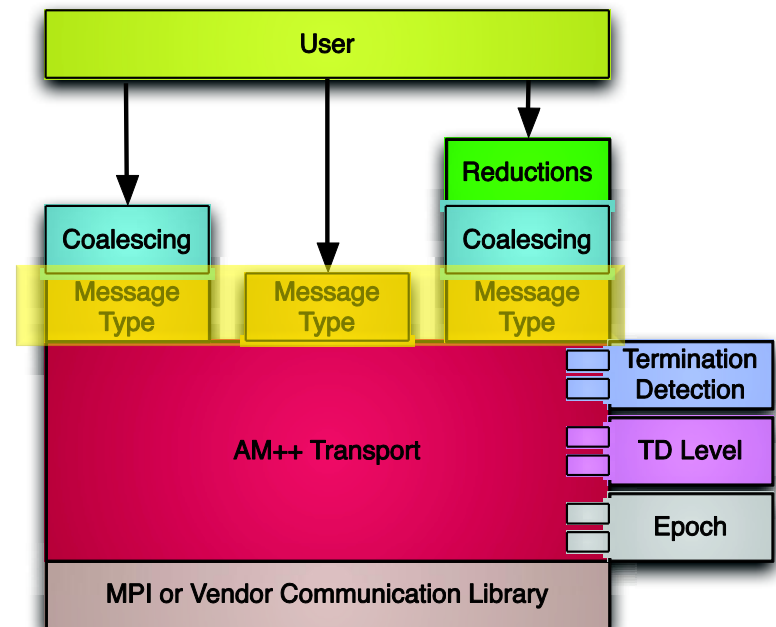 User
Reductions
Coalescing
Coalescing
Message
Type
Message
Type
Message
Type
Termination
Detection
AM++ Transport
TD Level
Epoch
MPI or Vendor Communication Library